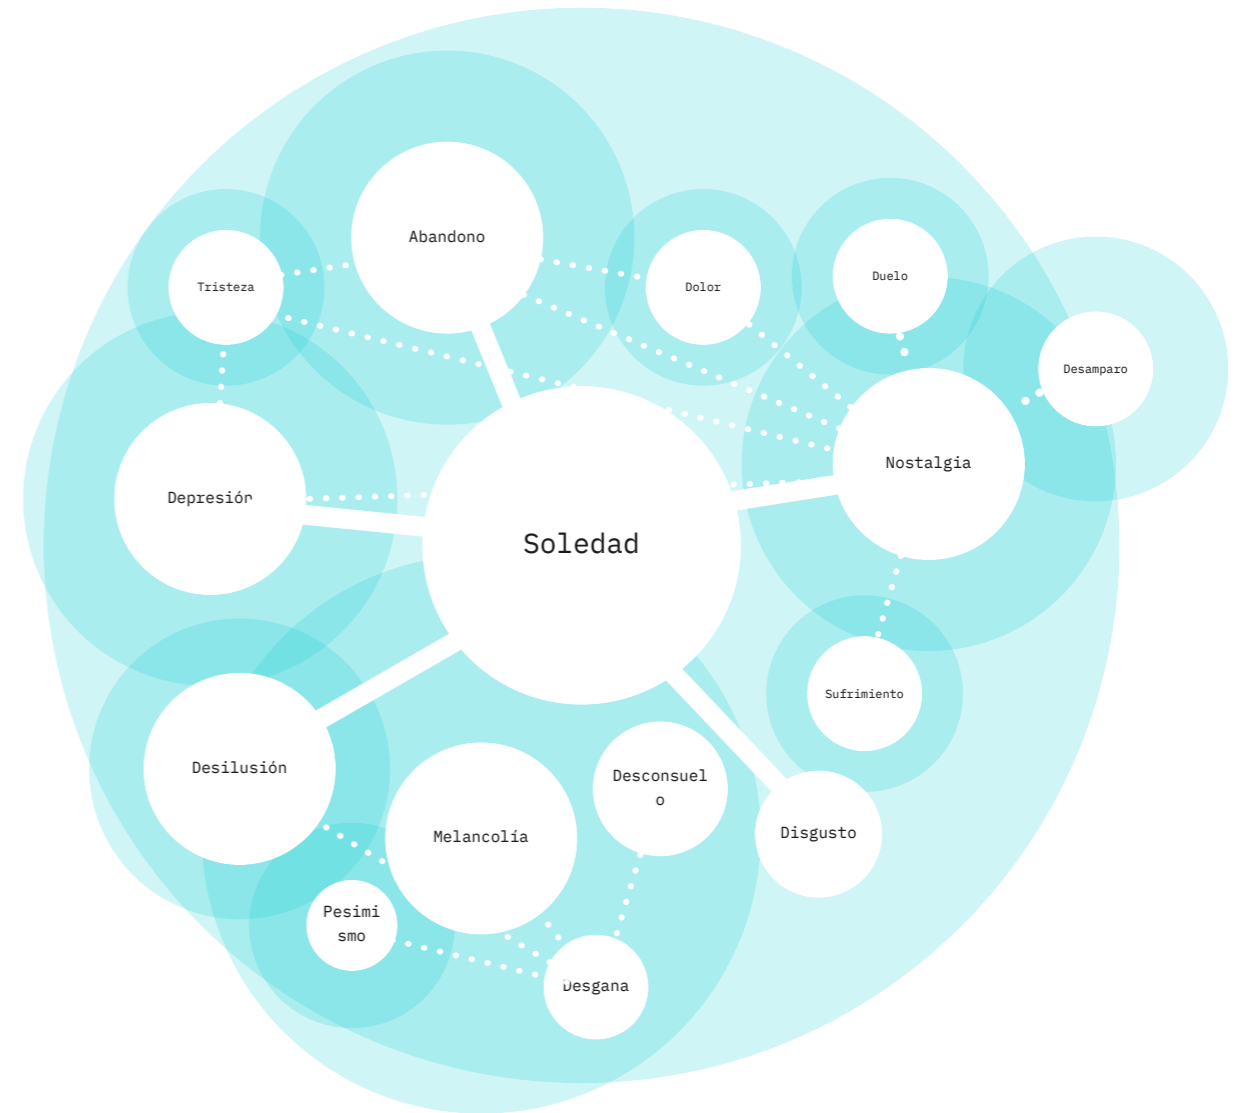 Abandono
Tristeza
Dolor
Duelo
Desamparo
Nostalgia
Depresión
Soledad
Sufrimiento
Desilusión
Melancolía
Desconsuel
o
Disgusto
Pesimi
smo
Desgana